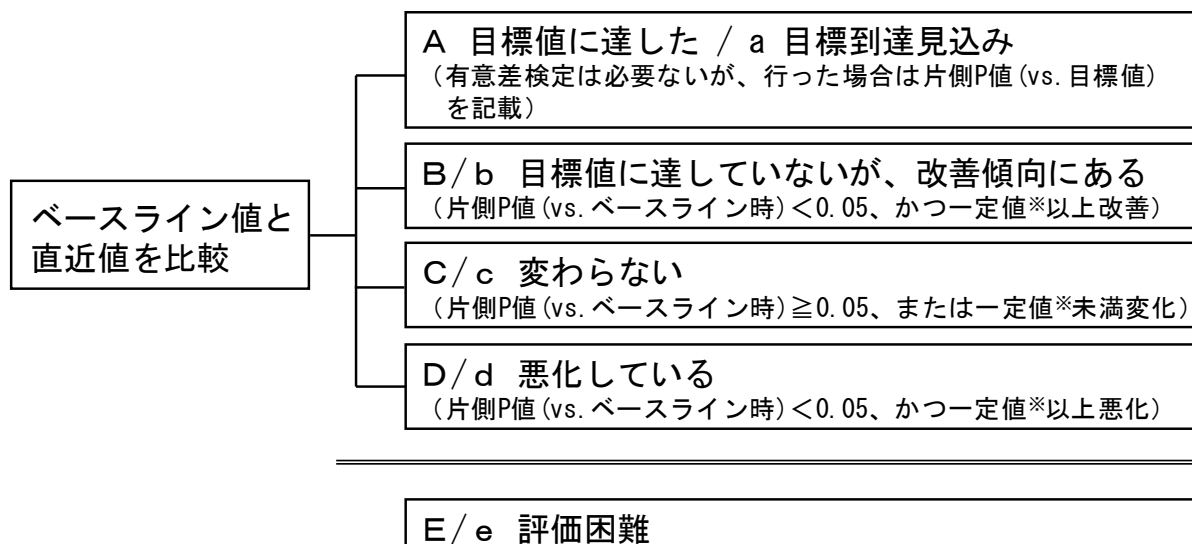 A 目標値に達した / a 目標到達見込み
(有意差検定は必要ないが、行った場合は片側P値(vs.目標値)
を記載)
B/b 目標値に達していないが、改善傾向にある
(片側P値(vs.ベースライン時)<0.05、かつ一定値※以上改善)
ベースライン値と
直近値を比較
C/c 変わらない
(片側P値(vs.ベースライン時)≧0.05、または一定値※未満変化)
D/d 悪化している
(片側P値(vs.ベースライン時)<0.05、かつ一定値※以上悪化)
E/e 評価困難